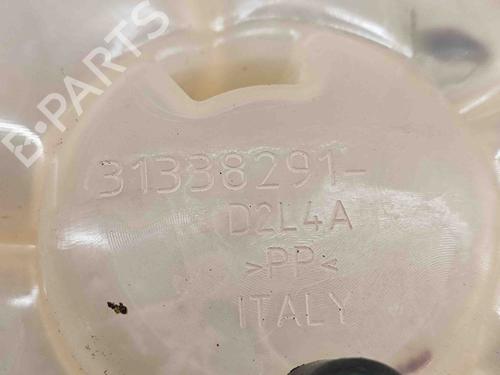 B-PARTS
31338291-
D2L4A
>PP<
ITALY